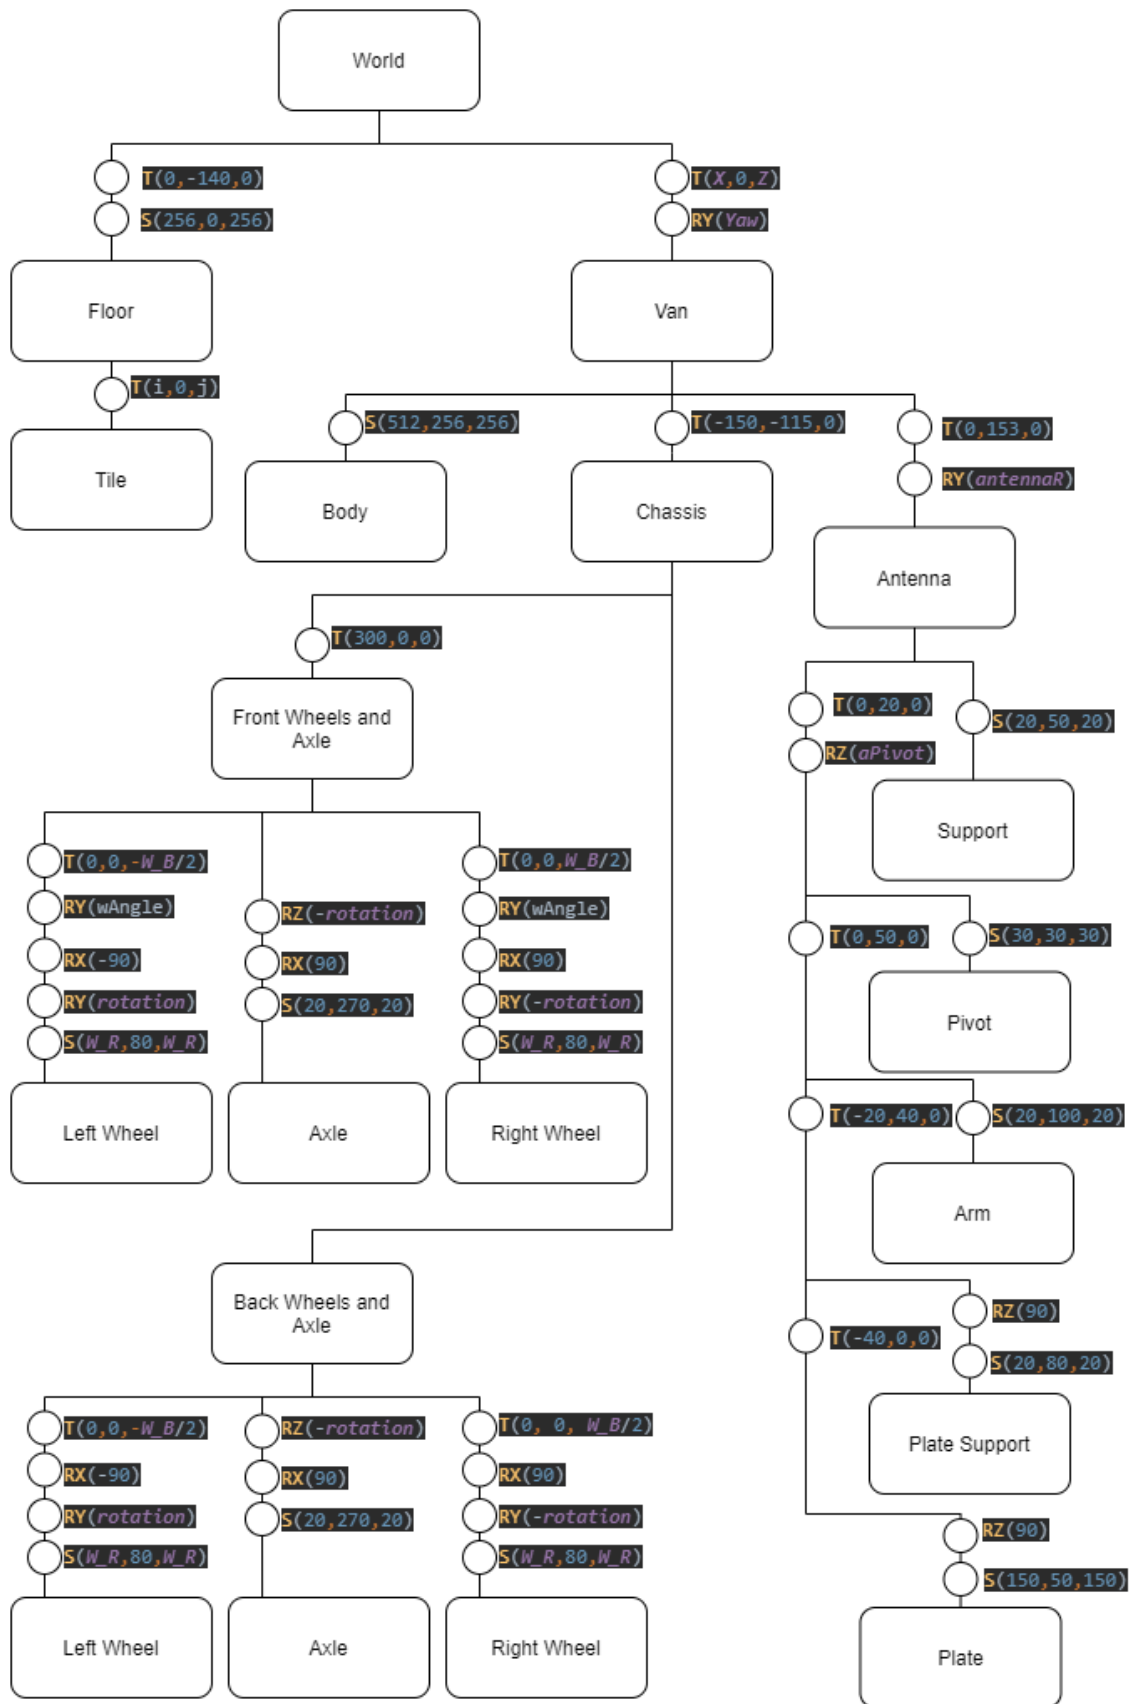 World
T(0,-140,0)
S(256,0,256)
T(X,0,Z)
RY(Yaw)
Floor
Van
T(i,0,j)
Tile
S(512,256,256)
T(-150,-115,0)
T(0,153,0)
RY(antennaR)
Body
Chassis
Antenna
T(300,0,0)
Front Wheels and
Axle
T(0,20,0)
RZ(aPivot)
S(20,50,20)
Support
T(0,0,-W_B/2)
RY(wAngle)
RX(-90)
RY(rotation)
S(W_R,80,W_R)
RZ(-rotation)
RX(90)
S(20,270,20)
T(0,0,W_B/2)
RY(wAngle)
RX(90)
RY(-rotation)
S(W_R,80,W_R)
Left Wheel
Axle
Right Wheel
T(0,50,0)
S(30,30,30)
Pivot
T(-20,40,0)
S(20,100,20)
Arm
T(-40,0,0)
RZ(90)
S(20,80,20)
Plate Support
RZ(90)
S(150,50,150)
Plate
Back Wheels and
Axle
T(0,0,-W_B/2)
RX(-90)
RY(rotation)
S(W_R,80,W_R)
RZ(-rotation)
RX(90)
S(20,270,20)
T(0, 0, W_B/2)
RX(90)
RY(-rotation)
S(W_R,80,W_R)
Left Wheel
Axle
Right Wheel